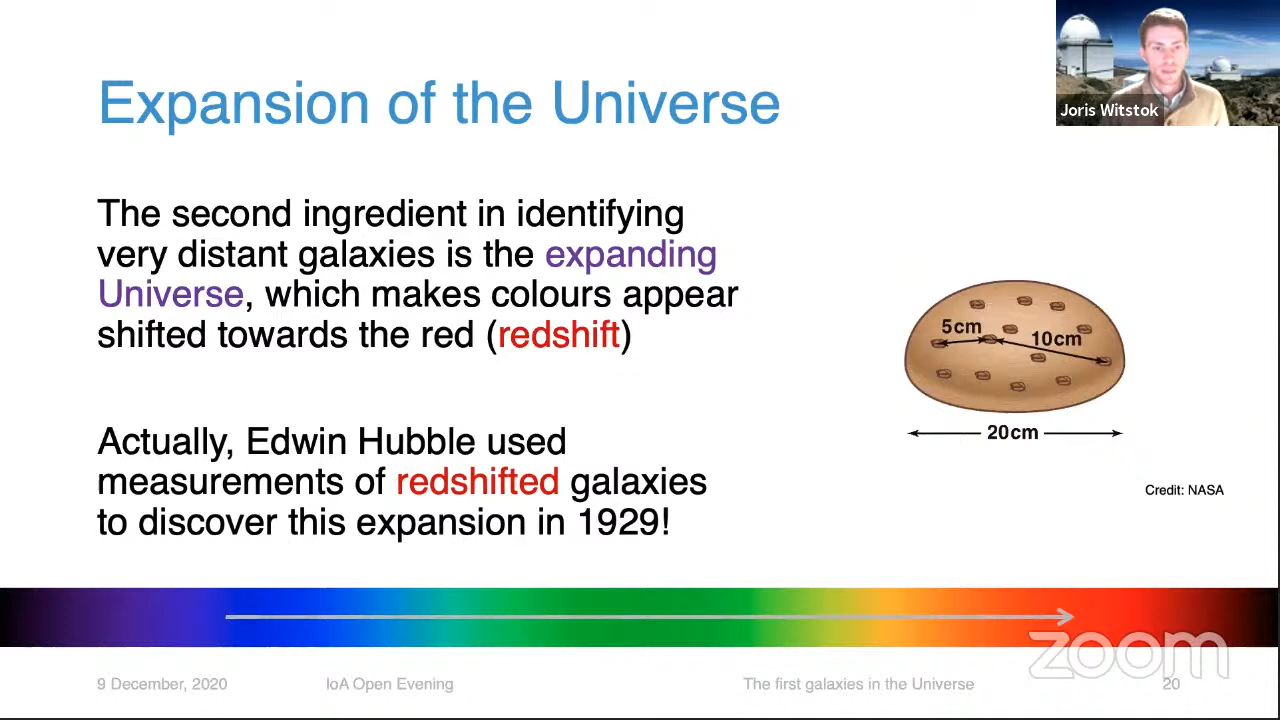 Joris Witstok
Expansion of the Universe
The second ingredient in identifying
very distant galaxies is the expanding
Universe, which makes colours appear
shifted towards the red (redshift)
Actually, Edwin Hubble used
measurements of redshifted galaxies
to discover this expansion in 1929!
5cm
10cm
20cm
Credit: NASA
zoom
9 December, 2020
IoA Open Evening
The first galaxies in the Universe
20